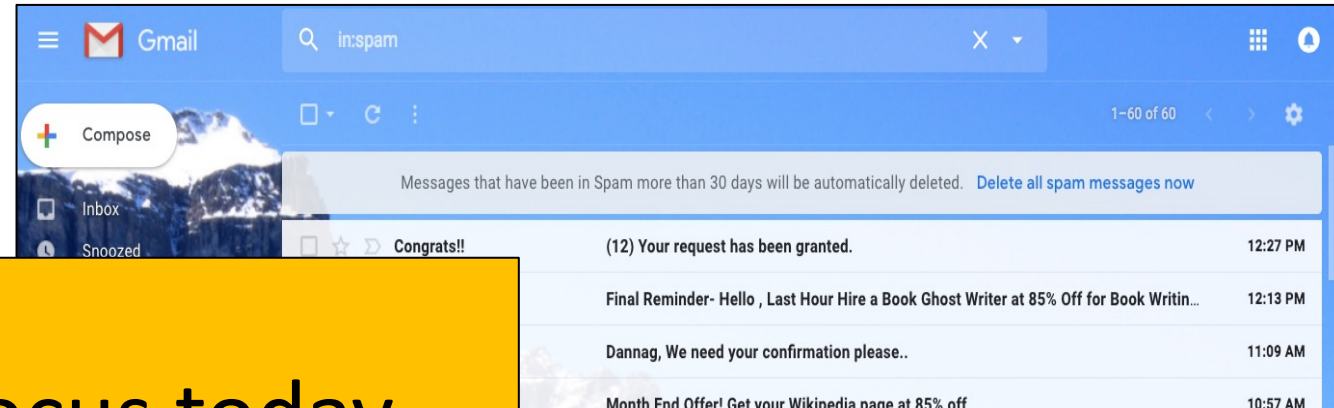 Gmail
in:spam
1–60 of 60
Compose
Messages that have been in Spam more than 30 days will be automatically deleted. Delete all spam messages now
Inbox
Snoozed
Congrats!! (12) Your request has been granted. 12:27 PM
Final Reminder- Hello , Last Hour Hire a Book Ghost Writer at 85% Off for Book Writin... 12:13 PM
Dannag, We need your confirmation please.. 11:09 AM
Month End Offer! Get your Wikipedia page at 85% off 10:57 AM
today